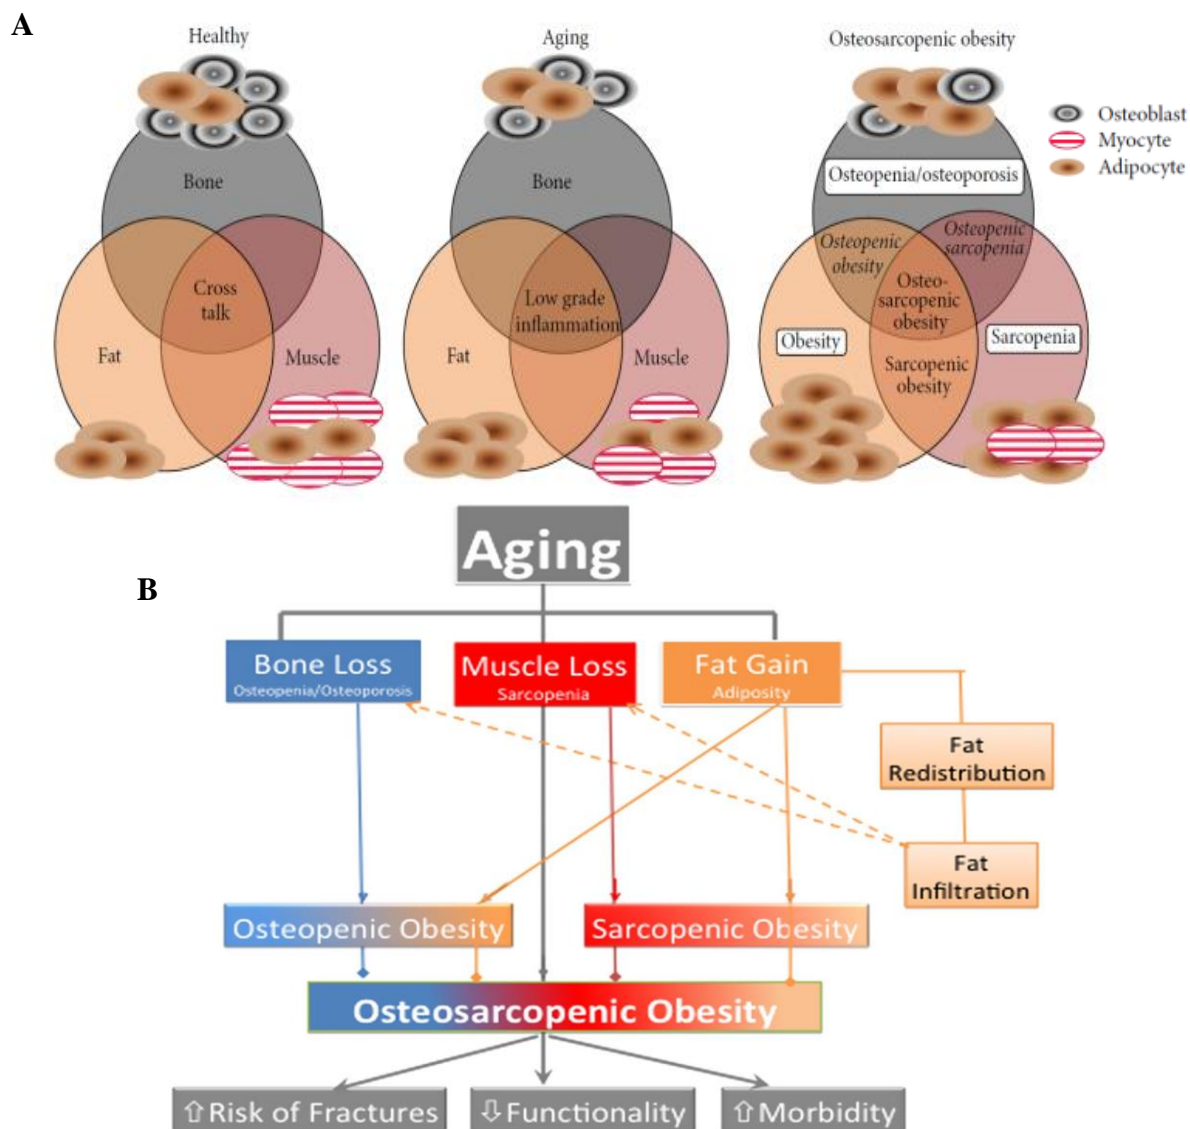 A
Healthy
Bone
Cross
talk
Fat
Muscle
Aging
Bone
Low grade
inflammation
Fat
Muscle
Osteosarcopenic obesity
Osteopenia/osteoporosis
Osteopenic
obesity
Osteopenic
sarcopenia
Osteo-
sarcopenic
obesity
Obesity
Sarcopenia
Sarcopenic
obesity
Osteoblast
Myocyte
Adipocyte
B
Aging
Bone Loss
Osteopenia/Osteoporosis
Muscle Loss
Sarcopenia
Fat Gain
Adiposity
Fat
Redistribution
Fat
Infiltration
Osteopenic Obesity
Sarcopenic Obesity
Osteosarcopenic Obesity
⇧Risk of Fractures
⇩Functionality
⇧Morbidity